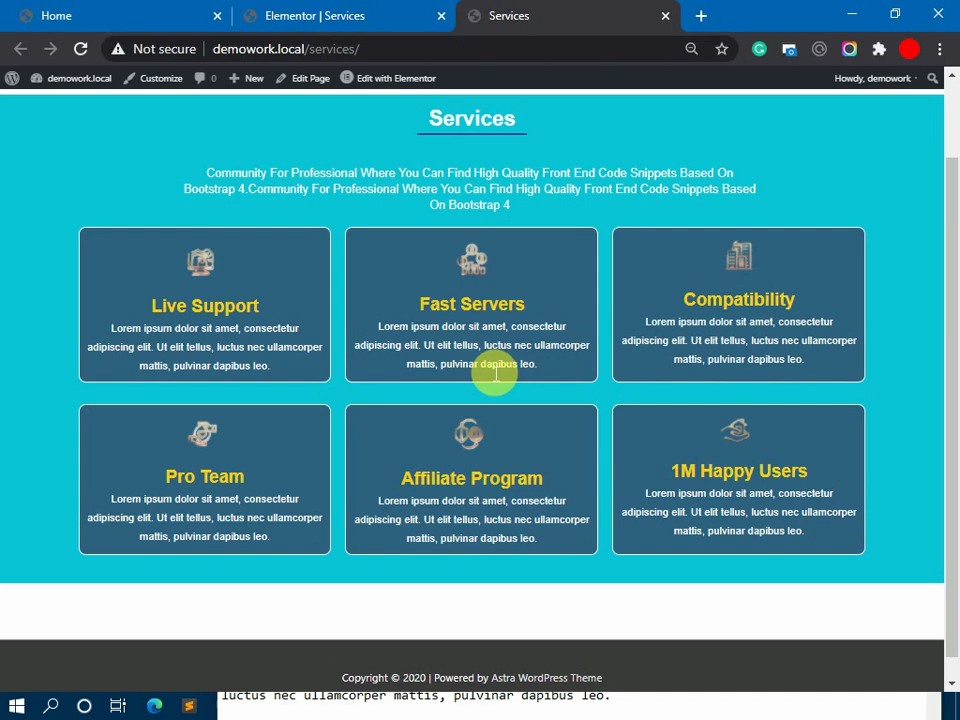 Home
Elementor | Services
Services
Not secure
demowork.local/services/
demowork.local
Customize
0
New
Edit Page
Edit with Elementor
Howdy, demowork
Services
Community For Professional Where You Can Find High Quality Front End Code Snippets Based On
Bootstrap 4.Community For Professional Where You Can Find High Quality Front End Code Snippets Based
On Bootstrap 4
Live Support
Lorem ipsum dolor sit amet, consectetur
adipiscing elit. Ut elit tellus, luctus nec ullamcorper
mattis, pulvinar dapibus leo.
Fast Servers
Lorem ipsum dolor sit amet, consectetur
adipiscing elit. Ut elit tellus, luctus nec ullamcorper
mattis, pulvinar dapibus leo.
Compatibility
Lorem ipsum dolor sit amet, consectetur
adipiscing elit. Ut elit tellus, luctus nec ullamcorper
mattis, pulvinar dapibus leo.
Pro Team
Lorem ipsum dolor sit amet, consectetur
adipiscing elit. Ut elit tellus, luctus nec ullamcorper
mattis, pulvinar dapibus leo.
Affiliate Program
Lorem ipsum dolor sit amet, consectetur
adipiscing elit. Ut elit tellus, luctus nec ullamcorper
mattis, pulvinar dapibus leo.
1M Happy Users
Lorem ipsum dolor sit amet, consectetur
adipiscing elit. Ut elit tellus, luctus nec ullamcorper
mattis, pulvinar dapibus leo.
Copyright © 2020 | Powered by Astra WordPress Theme
luctus nec ullamcorper mattis, pulvinar dapibus leo.